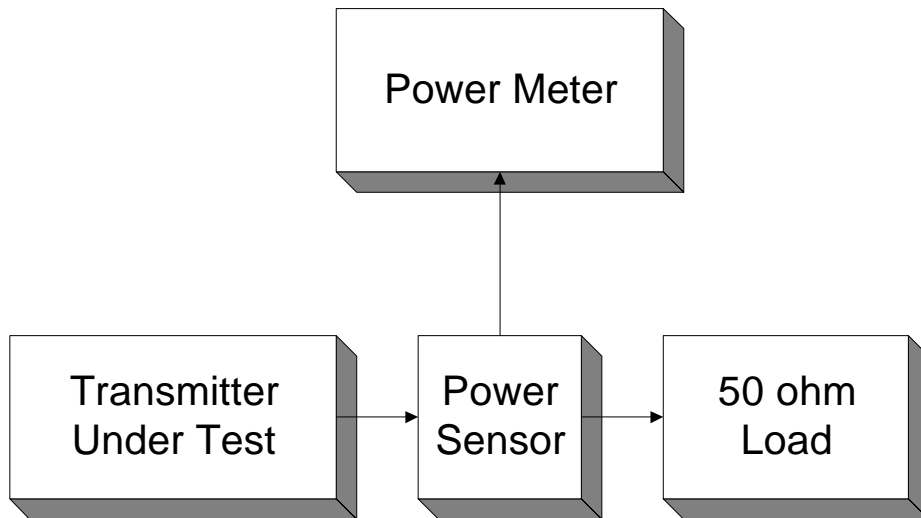 Power Meter
Transmitter
Under Test
Power
Sensor
50 ohm
Load